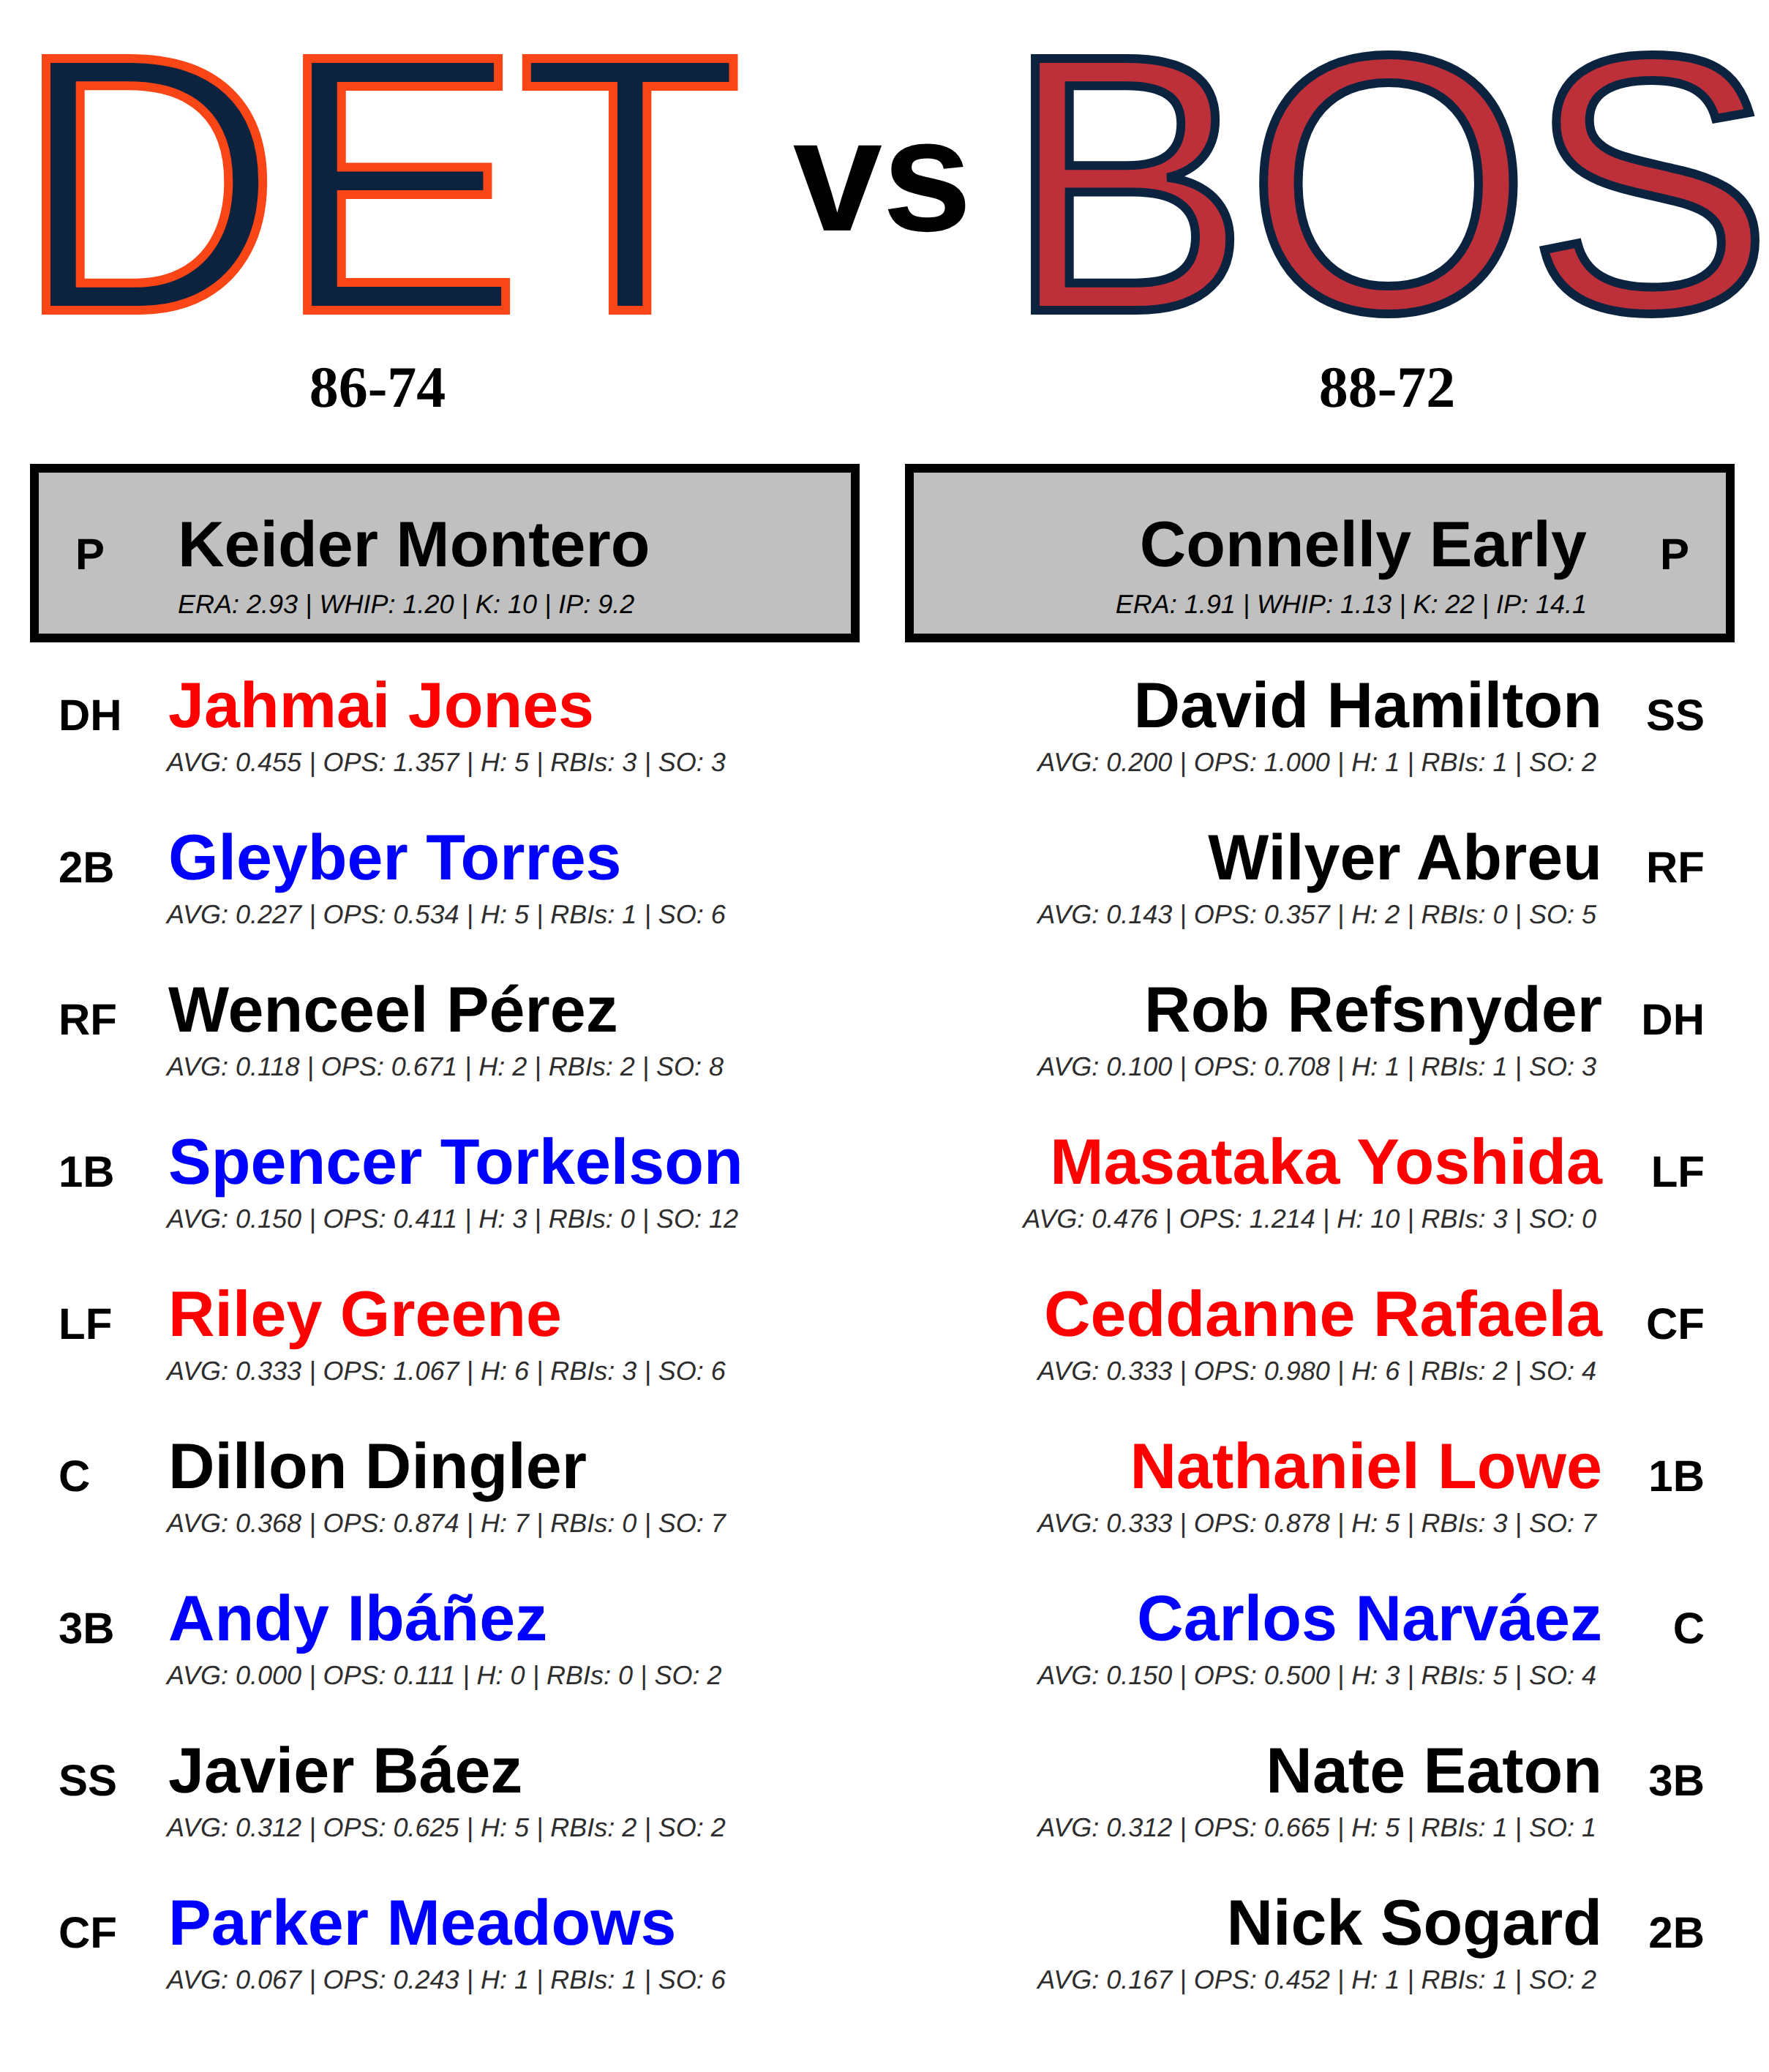 DET vs BOS
86-74
88-72
P Keider Montero
ERA: 2.93 | WHIP: 1.20 | K: 10 | IP: 9.2
Connelly Early P
ERA: 1.91 | WHIP: 1.13 | K: 22 | IP: 14.1
DH Jahmai Jones
AVG: 0.455 | OPS: 1.357 | H: 5 | RBIs: 3 | SO: 3
2B Gleyber Torres
AVG: 0.227 | OPS: 0.534 | H: 5 | RBIs: 1 | SO: 6
RF Wenceel Pérez
AVG: 0.118 | OPS: 0.671 | H: 2 | RBIs: 2 | SO: 8
1B Spencer Torkelson
AVG: 0.150 | OPS: 0.411 | H: 3 | RBIs: 0 | SO: 12
LF Riley Greene
AVG: 0.333 | OPS: 1.067 | H: 6 | RBIs: 3 | SO: 6
C Dillon Dingler
AVG: 0.368 | OPS: 0.874 | H: 7 | RBIs: 0 | SO: 7
3B Andy Ibáñez
AVG: 0.000 | OPS: 0.111 | H: 0 | RBIs: 0 | SO: 2
SS Javier Báez
AVG: 0.312 | OPS: 0.625 | H: 5 | RBIs: 2 | SO: 2
CF Parker Meadows
AVG: 0.067 | OPS: 0.243 | H: 1 | RBIs: 1 | SO: 6
David Hamilton SS
AVG: 0.200 | OPS: 1.000 | H: 1 | RBIs: 1 | SO: 2
Wilyer Abreu RF
AVG: 0.143 | OPS: 0.357 | H: 2 | RBIs: 0 | SO: 5
Rob Refsnyder DH
AVG: 0.100 | OPS: 0.708 | H: 1 | RBIs: 1 | SO: 3
Masataka Yoshida LF
AVG: 0.476 | OPS: 1.214 | H: 10 | RBIs: 3 | SO: 0
Ceddanne Rafaela CF
AVG: 0.333 | OPS: 0.980 | H: 6 | RBIs: 2 | SO: 4
Nathaniel Lowe 1B
AVG: 0.333 | OPS: 0.878 | H: 5 | RBIs: 3 | SO: 7
Carlos Narváez C
AVG: 0.150 | OPS: 0.500 | H: 3 | RBIs: 5 | SO: 4
Nate Eaton 3B
AVG: 0.312 | OPS: 0.665 | H: 5 | RBIs: 1 | SO: 1
Nick Sogard 2B
AVG: 0.167 | OPS: 0.452 | H: 1 | RBIs: 1 | SO: 2